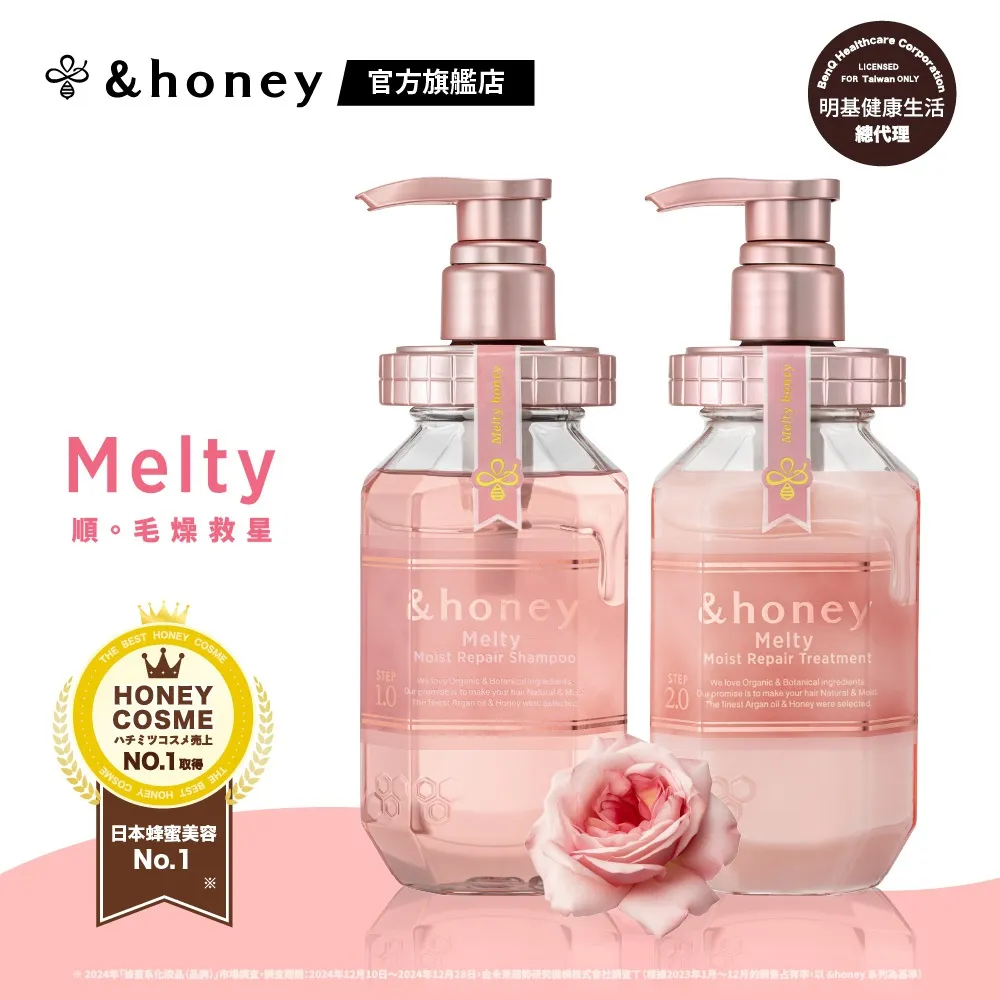 &honey 官方旗艦店
BenQ Healthcare Corporation
LICENSED
FOR Taiwan ONLY
明基健康生活
總代理
Melty
順。毛燥救星
Melty honey
Melty honey
&honey
Melty
Moist Repair Shampoo
STEP
1.0
We love Organic & Botanical ingredients.
Our promise is to make your hair Natural & Moist.
The finest Argan oil & Honey were selected.
&honey
Melty
Moist Repair Treatment
STEP
2.0
We love Organic & Botanical ingredients.
Our promise is to make your hair Natural & Moist.
The finest Argan oil & Honey were selected.
THE BEST HONEY COSME
HONEY
COSME
ハチミツコスメ売上
NO.1取得
THE BEST HONEY COSME
日本蜂蜜美容
No.1
※